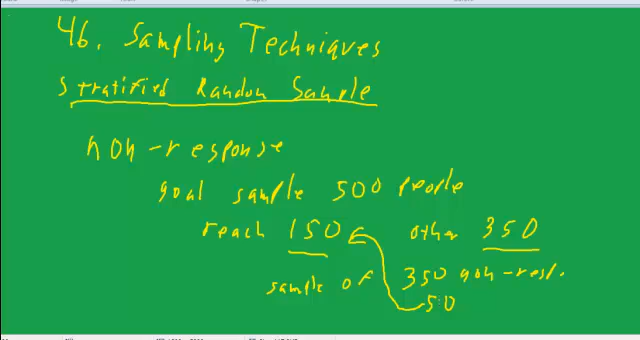 46. Sampling Techniques
Stratified Random Sample
non-response
goal sample 500 people
reach 150 other 350
sample of 350 non-resp.
50